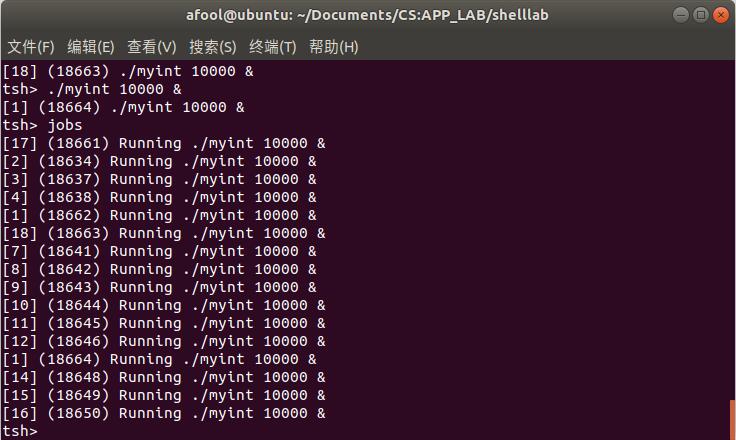 afool@ubuntu: ~/Documents/CS:APP_LAB/shelllab
文件(F) 编辑(E) 查看(V) 搜索(S) 终端(T) 帮助(H)
[18] (18663) ./myint 10000 &
tsh> ./myint 10000 &
[1] (18664) ./myint 10000 &
tsh> jobs
[17] (18661) Running ./myint 10000 &
[2] (18634) Running ./myint 10000 &
[3] (18637) Running ./myint 10000 &
[4] (18638) Running ./myint 10000 &
[1] (18662) Running ./myint 10000 &
[18] (18663) Running ./myint 10000 &
[7] (18641) Running ./myint 10000 &
[8] (18642) Running ./myint 10000 &
[9] (18643) Running ./myint 10000 &
[10] (18644) Running ./myint 10000 &
[11] (18645) Running ./myint 10000 &
[12] (18646) Running ./myint 10000 &
[1] (18664) Running ./myint 10000 &
[14] (18648) Running ./myint 10000 &
[15] (18649) Running ./myint 10000 &
[16] (18650) Running ./myint 10000 &
tsh>